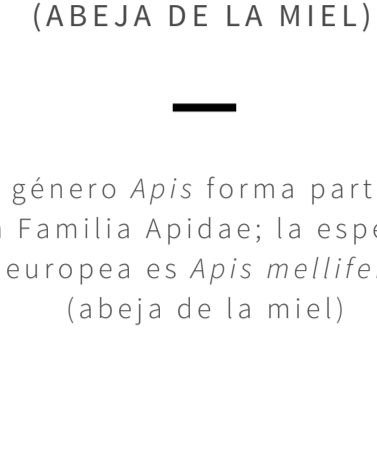 (ABEJA DE LA MIEL)
género Apis forma part
Familia Apidae; la espe
europea es Apis mellife
(abeja de la miel)